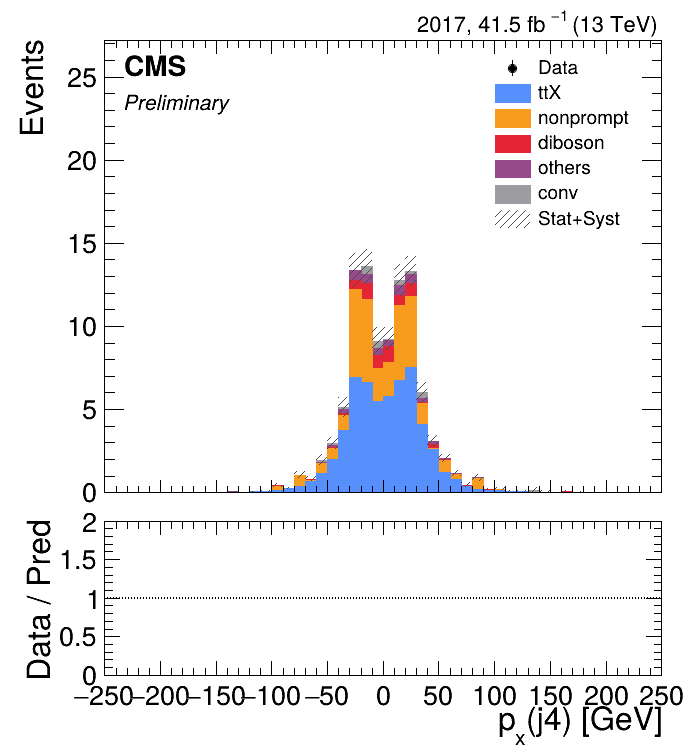 2017, 41.5 fb⁻¹ (13 TeV)
CMS
Preliminary
Data
ttX
nonprompt
diboson
others
conv
Stat+Syst
Events
25
20
15
10
5
0
Data / Pred
2
1.5
1
0.5
0
−250 −200 −150 −100 −50 0 50 100 150 200 250
pₓ(j4) [GeV]